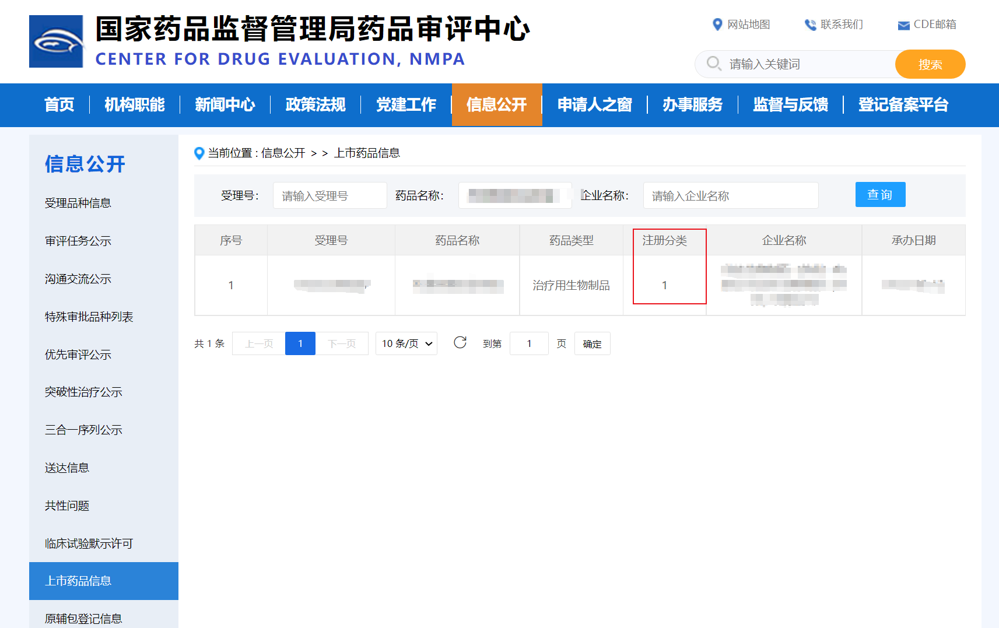 国家药品监督管理局药品审评中心
CENTER FOR DRUG EVALUATION, NMPA
网站地图 联系我们 CDE邮箱
请输入关键词 搜索
首页 机构职能 新闻中心 政策法规 党建工作 信息公开 申请人之窗 办事服务 监督与反馈 登记备案平台
信息公开
受理品种信息
审评任务公示
沟通交流公示
特殊审批品种列表
优先审评公示
突破性治疗公示
三合一序列公示
送达信息
共性问题
临床试验默示许可
上市药品信息
原辅包登记信息
当前位置 : 信息公开 > > 上市药品信息
受理号: 请输入受理号 药品名称: 企业名称: 请输入企业名称 查询
序号 受理号 药品名称 药品类型 注册分类 企业名称 承办日期
1 治疗用生物制品 1
共 1 条 上一页 1 下一页 10 条/页 到第 1 页 确定